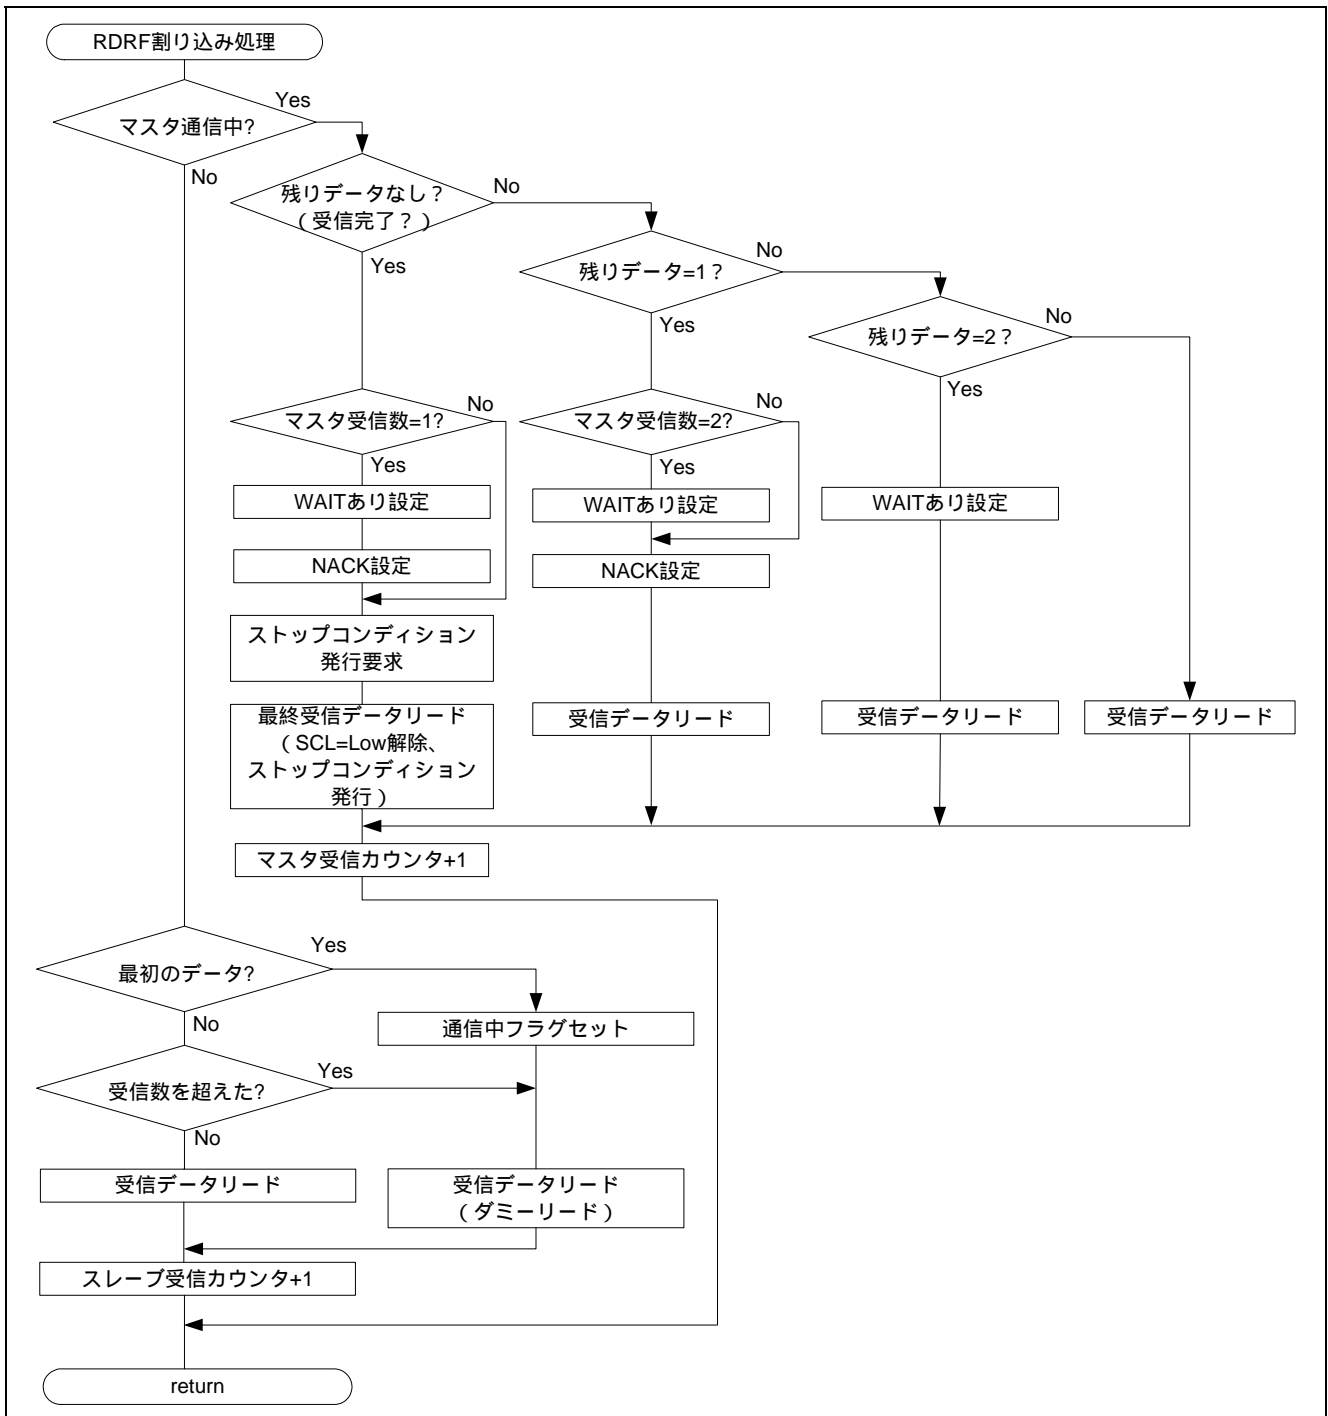 RDRF割り込み処理
マスタ通信中?
Yes
No
残りデータなし？
（受信完了？）
No
Yes
残りデータ=1？
No
Yes
残りデータ=2？
No
Yes
マスタ受信数=1?
No
Yes
マスタ受信数=2?
No
Yes
WAITあり設定
WAITあり設定
WAITあり設定
NACK設定
NACK設定
ストップコンディション
発行要求
最終受信データリード
（SCL=Low解除、
ストップコンディション
発行）
受信データリード
受信データリード
受信データリード
マスタ受信カウンタ+1
最初のデータ?
Yes
No
通信中フラグセット
受信数を超えた?
Yes
No
受信データリード
受信データリード
（ダミーリード）
スレーブ受信カウンタ+1
return